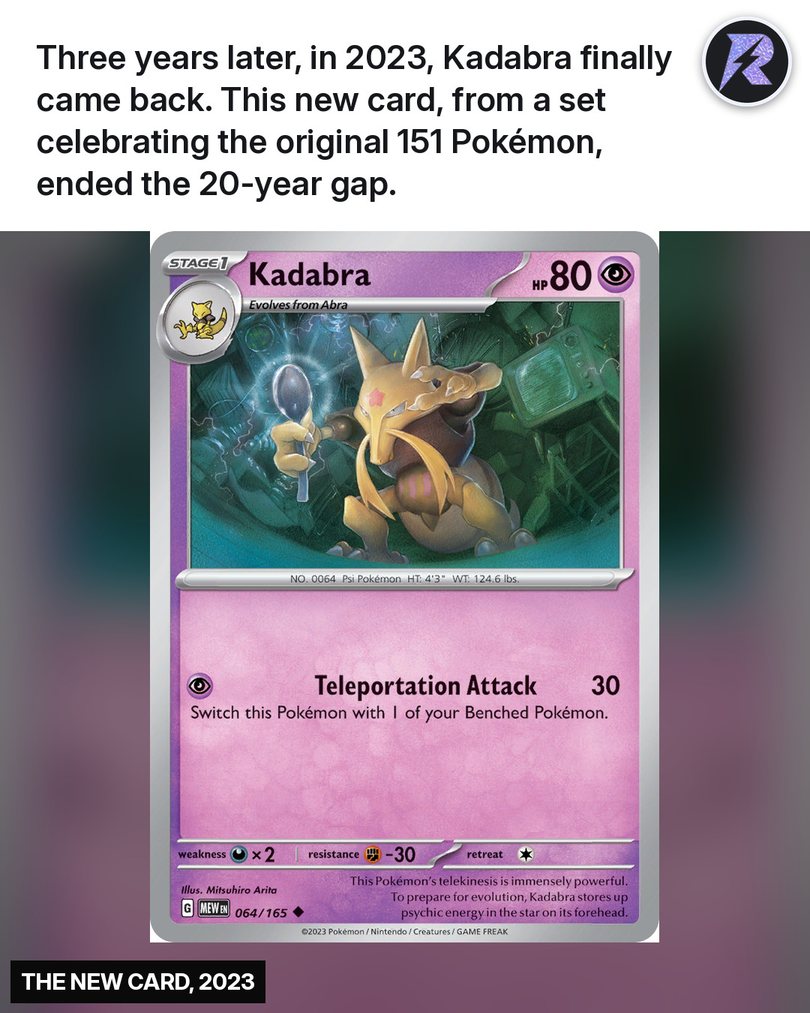 Three years later, in 2023, Kadabra finally
came back. This new card, from a set
celebrating the original 151 Pokémon,
ended the 20-year gap.
R
STAGE 1
Kadabra
HP 80
Evolves from Abra
NO. 0064 Psi Pokémon HT: 4'3" WT: 124.6 lbs.
Teleportation Attack 30
Switch this Pokémon with 1 of your Benched Pokémon.
weakness ×2 resistance -30 retreat
Illus. Mitsuhiro Arita
This Pokémon's telekinesis is immensely powerful.
To prepare for evolution, Kadabra stores up
psychic energy in the star on its forehead.
G MEW EN 064/165
©2023 Pokémon / Nintendo / Creatures / GAME FREAK
THE NEW CARD, 2023